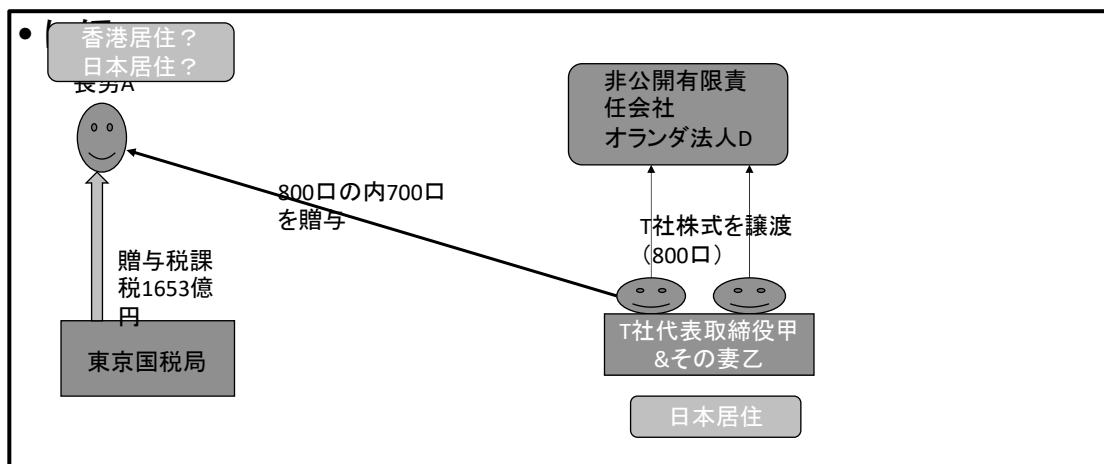 •
香港居住？
日本居住？
長男A
非公開有限責
任会社
オランダ法人D
800口の内700口
を贈与
T社株式を譲渡
（800口）
贈与税課
税1653億
円
東京国税局
T社代表取締役甲
&その妻乙
日本居住